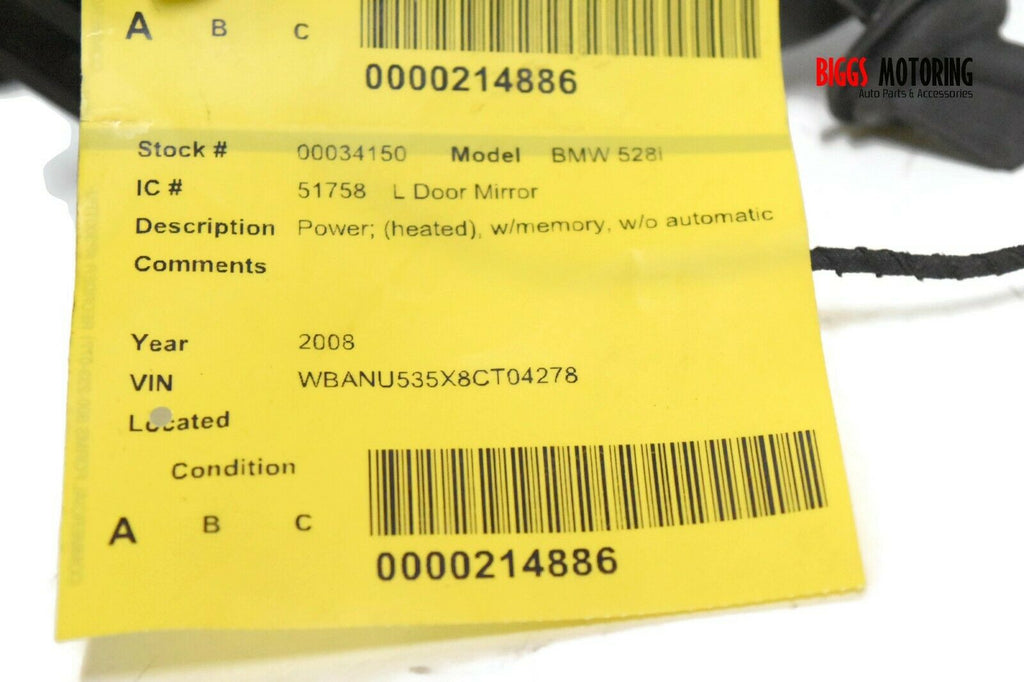 A B C
0000214886
BIGGS MOTORING
Auto Parts & Accessories
Stock # 00034150 Model BMW 528i
IC # 51758 L Door Mirror
Description Power; (heated), w/memory, w/o automatic
Comments
Year 2008
VIN WBANU535X8CT04278
Located
Condition
A B C
0000214886